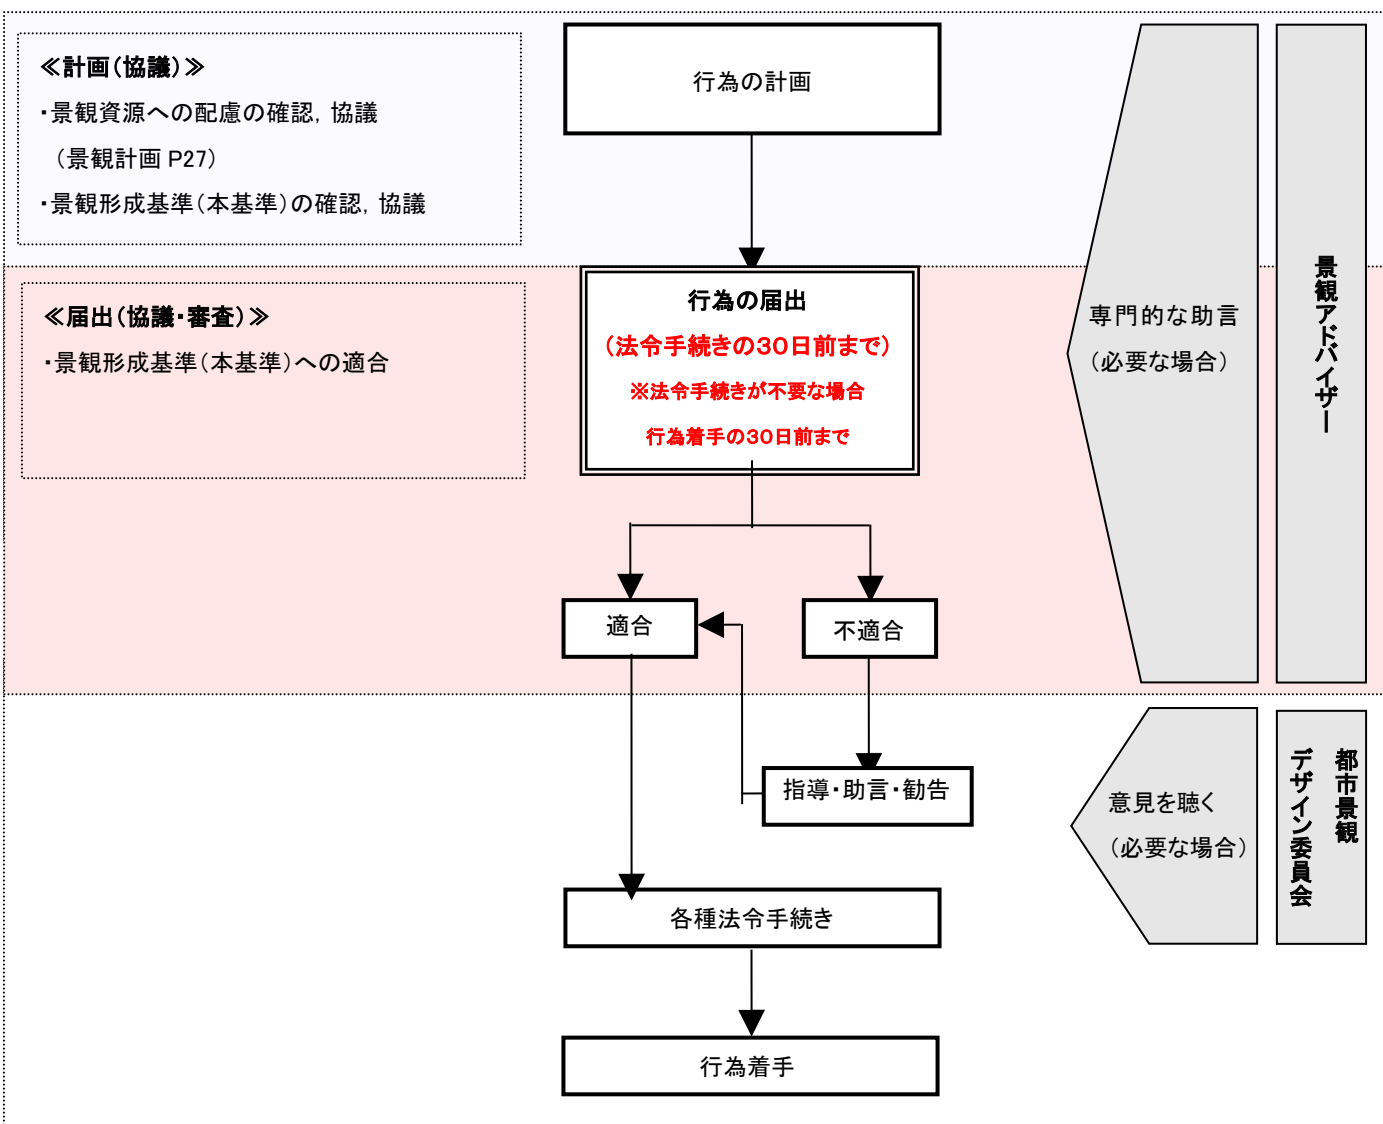 ≪計画（協議）≫
・景観資源への配慮の確認，協議
（景観計画 P27）
・景観形成基準（本基準）の確認，協議
行為の計画
≪届出（協議・審査）≫
・景観形成基準（本基準）への適合
行為の届出
（法令手続きの３０日前まで）
※法令手続きが不要な場合
行為着手の３０日前まで
専門的な助言
（必要な場合）
景観アドバイザー
適合
不適合
指導・助言・勧告
意見を聴く
（必要な場合）
都市景観
デザイン委員会
各種法令手続き
行為着手